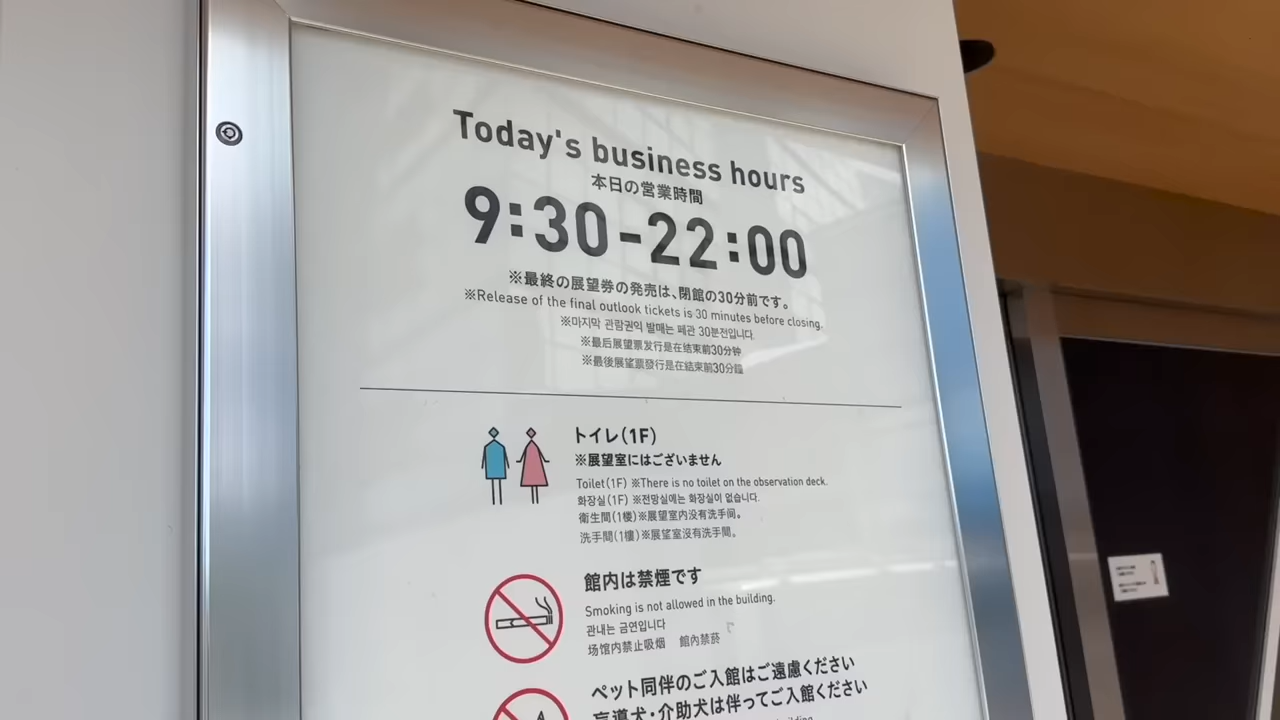 Today's business hours
本日の営業時間
9:30-22:00
※最終の展望券の発売は、閉館の30分前です。
※Release of the final outlook tickets is 30 minutes before closing.
※마지막 관람권익 발매는 폐관 30분전입니다.
※最后展望票发行是在结束前30分钟
※最後展望票發行是在結束前30分鐘
トイレ(1F)
※展望室にはございません
Toilet(1F) ※There is no toilet on the observation deck.
화장실(1F) ※전망실에는 화장실이 없습니다.
衛生間(1楼)※展望室内没有洗手间。
洗手間(1樓)※展望室沒有洗手間。
館内は禁煙です
Smoking is not allowed in the building.
관내는 금연입니다
场馆内禁止吸烟 館內禁菸
ペット同伴のご入館はご遠慮ください
盲導犬・介助犬は伴ってご入館ください
building.